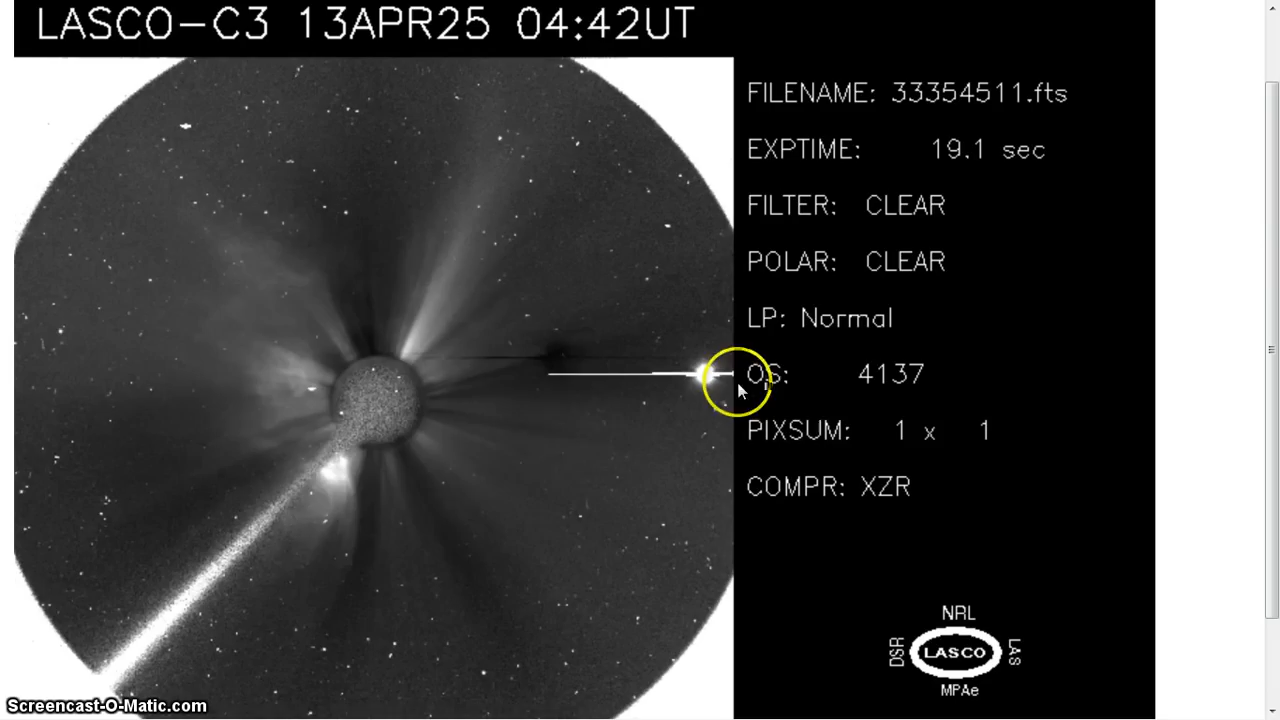 LASCO-C3 13APR25 04:42UT
FILENAME: 33354511.fts
EXPTIME: 19.1 sec
FILTER: CLEAR
POLAR: CLEAR
LP: Normal
OS: 4137
PIXSUM: 1 x 1
COMPR: XZR
NRL
DSR LASCO LAS
MPAe
Screencast-O-Matic.com